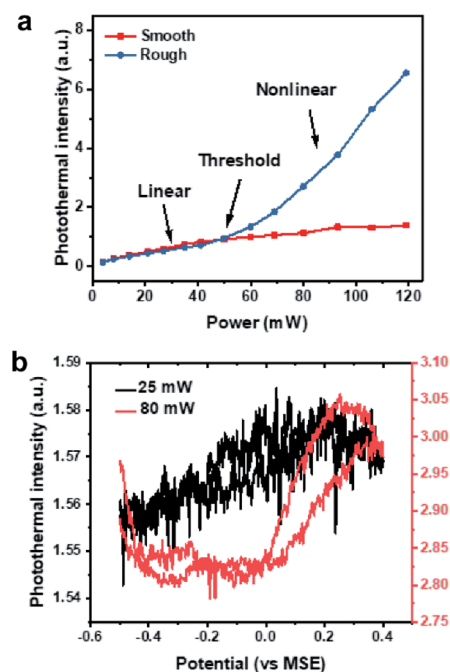 a
Photothermal intensity (a.u.)
8
6
4
2
0
Smooth
Rough
Nonlinear
Threshold
Linear
0 20 40 60 80 100 120
Power (mW)
b
Photothermal intensity (a.u.)
1.59
1.58
1.57
1.56
1.55
1.54
25 mW
80 mW
3.10
3.05
3.00
2.95
2.90
2.85
2.80
2.75
-0.6 -0.4 -0.2 0.0 0.2 0.4
Potential (vs MSE)